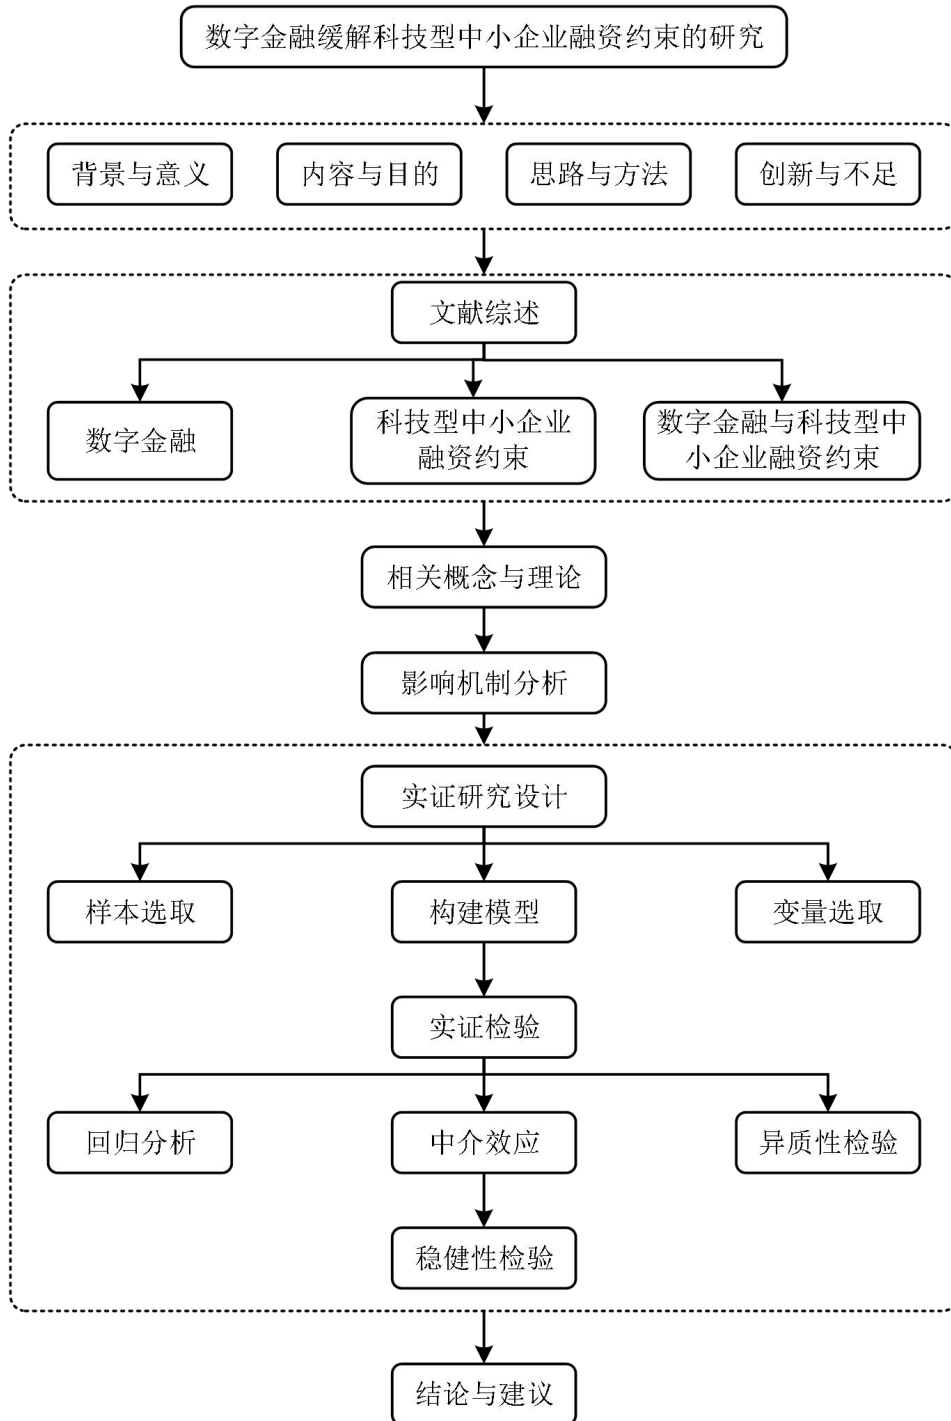 数字金融缓解科技型中小企业融资约束的研究
背景与意义
内容与目的
思路与方法
创新与不足
文献综述
数字金融
科技型中小企业
融资约束
数字金融与科技型中
小企业融资约束
相关概念与理论
影响机制分析
实证研究设计
样本选取
构建模型
变量选取
实证检验
回归分析
中介效应
异质性检验
稳健性检验
结论与建议